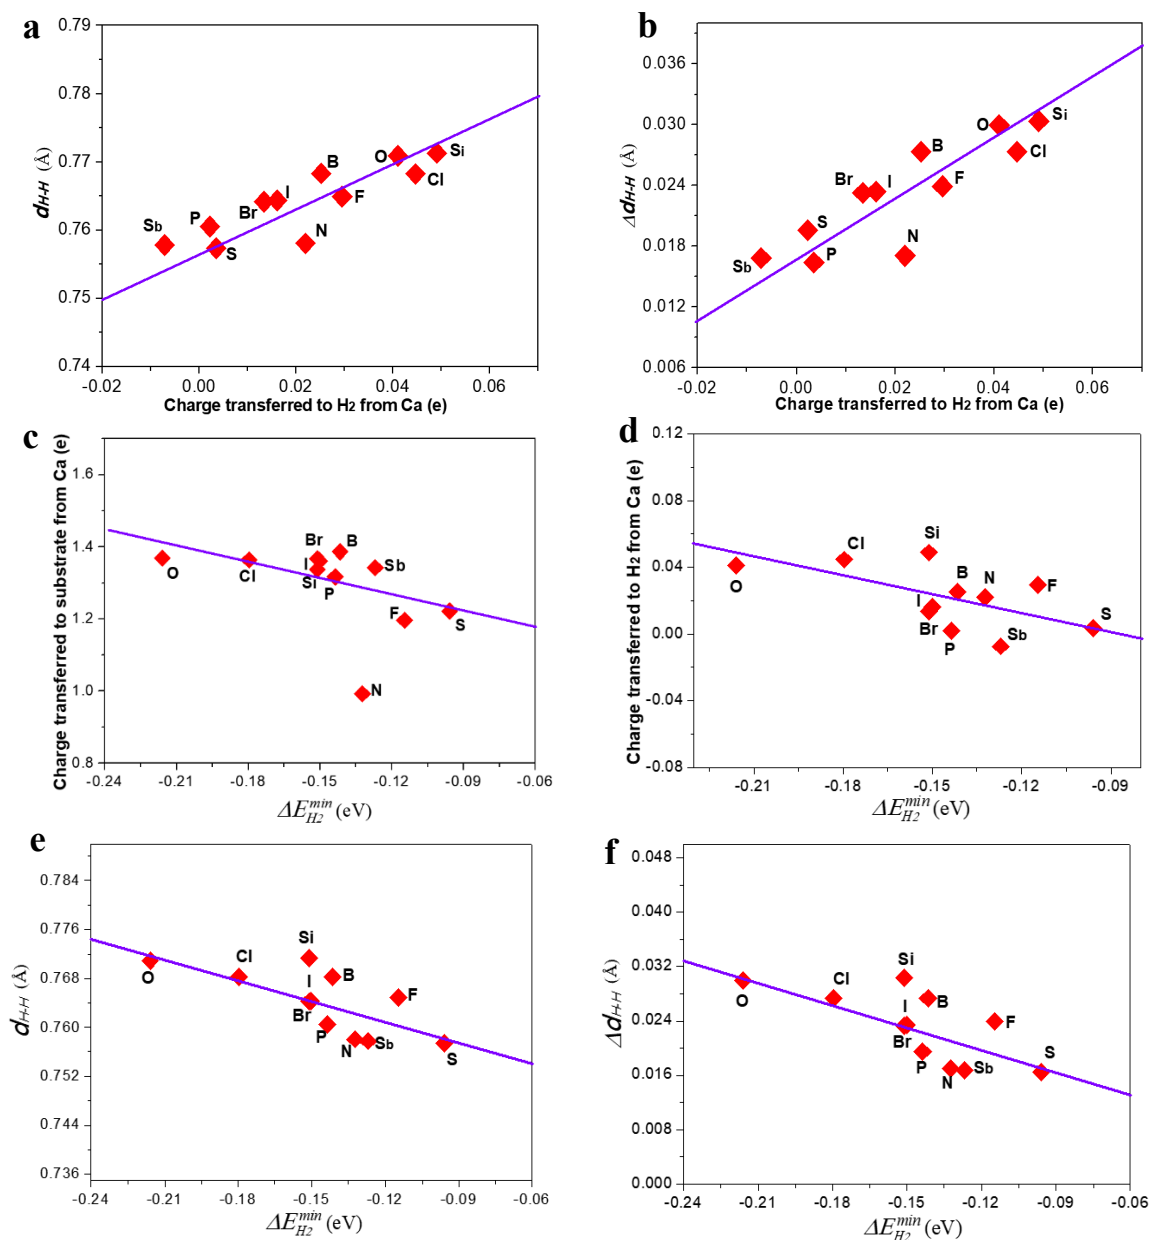 a
0.79
0.78
0.77
0.76
0.75
0.74
dH-H (Å)
Sb
P
S
Br
I
B
N
F
O
Cl
Si
-0.02
0.00
0.02
0.04
0.06
Charge transferred to H2 from Ca (e)
b
0.036
0.030
0.024
0.018
0.012
0.006
ΔdH-H (Å)
Sb
S
P
Br
I
B
N
F
O
Cl
Si
-0.02
0.00
0.02
0.04
0.06
Charge transferred to H2 from Ca (e)
c
1.6
1.4
1.2
1.0
0.8
Charge transferred to substrate from Ca (e)
O
Cl
Br
I
Si
B
P
Sb
F
N
S
-0.24
-0.21
-0.18
-0.15
-0.12
-0.09
-0.06
ΔE_H2^min (eV)
d
0.12
0.08
0.04
0.00
-0.04
-0.08
Charge transferred to H2 from Ca (e)
O
Cl
Si
I
Br
B
N
P
Sb
F
S
-0.21
-0.18
-0.15
-0.12
-0.09
ΔE_H2^min (eV)
e
0.784
0.776
0.768
0.760
0.752
0.744
0.736
dH-H (Å)
O
Cl
Si
I
Br
B
P
N
Sb
F
S
-0.24
-0.21
-0.18
-0.15
-0.12
-0.09
-0.06
ΔE_H2^min (eV)
f
0.048
0.040
0.032
0.024
0.016
0.008
0.000
ΔdH-H (Å)
O
Cl
Si
I
Br
B
P
N
Sb
F
S
-0.24
-0.21
-0.18
-0.15
-0.12
-0.09
-0.06
ΔE_H2^min (eV)